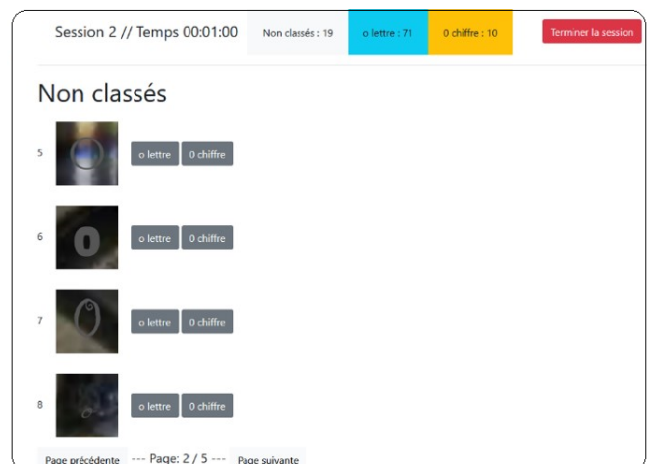 Session 2 // Temps 00:01:00 Non classés : 19 o lettre : 71 0 chiffre : 10 Terminer la session
Non classés
5 o lettre 0 chiffre
6 o lettre 0 chiffre
7 o lettre 0 chiffre
8 o lettre 0 chiffre
Page précédente --- Page: 2 / 5 --- Page suivante